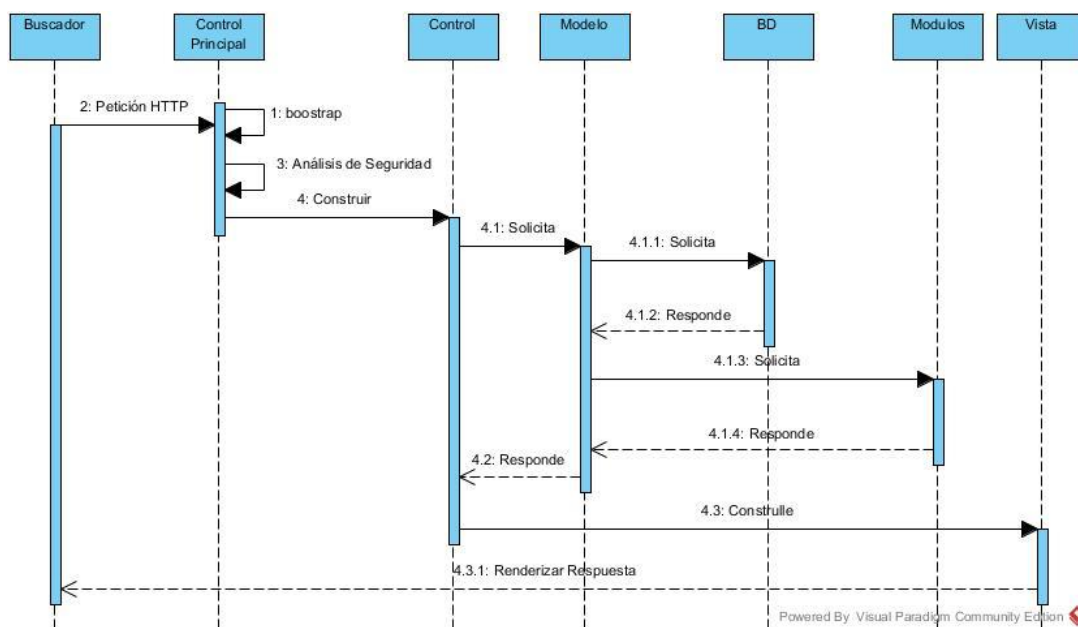 Buscador
Control
Principal
Control
Modelo
BD
Modulos
Vista
2: Petición HTTP
1: boostrap
3: Análisis de Seguridad
4: Construir
4.1: Solicita
4.1.1: Solicita
4.1.2: Responde
4.1.3: Solicita
4.1.4: Responde
4.2: Responde
4.3: Construlle
4.3.1: Renderizar Respuesta
Powered By Visual Paradigm Community Edition